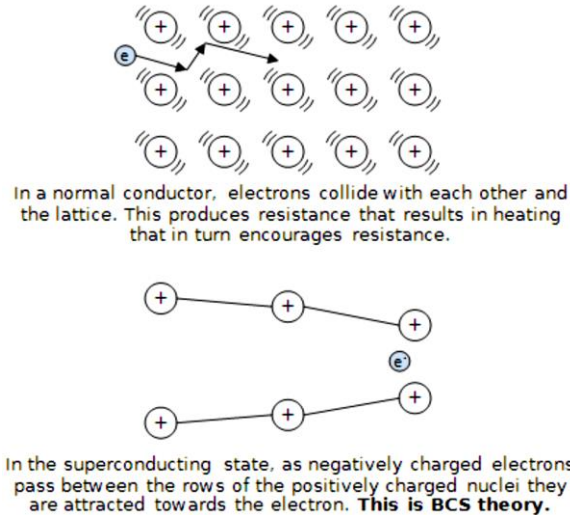 + + + + +
e
+ + + + +
+ + + + +
In a normal conductor, electrons collide with each other and
the lattice. This produces resistance that results in heating
that in turn encourages resistance.
+ + +
e-
+ + +
In the superconducting state, as negatively charged electrons
pass between the rows of the positively charged nuclei they
are attracted towards the electron. This is BCS theory.